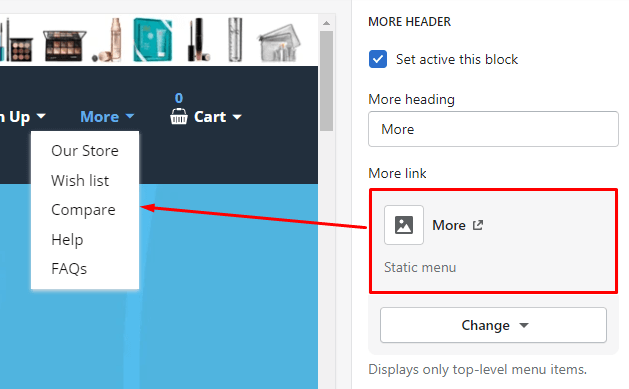 MORE HEADER
Set active this block
0
Up
More
Cart
More heading
More
Our Store
Wish list
Compare
Help
FAQs
More link
More
Static menu
Change
Displays only top-level menu items.